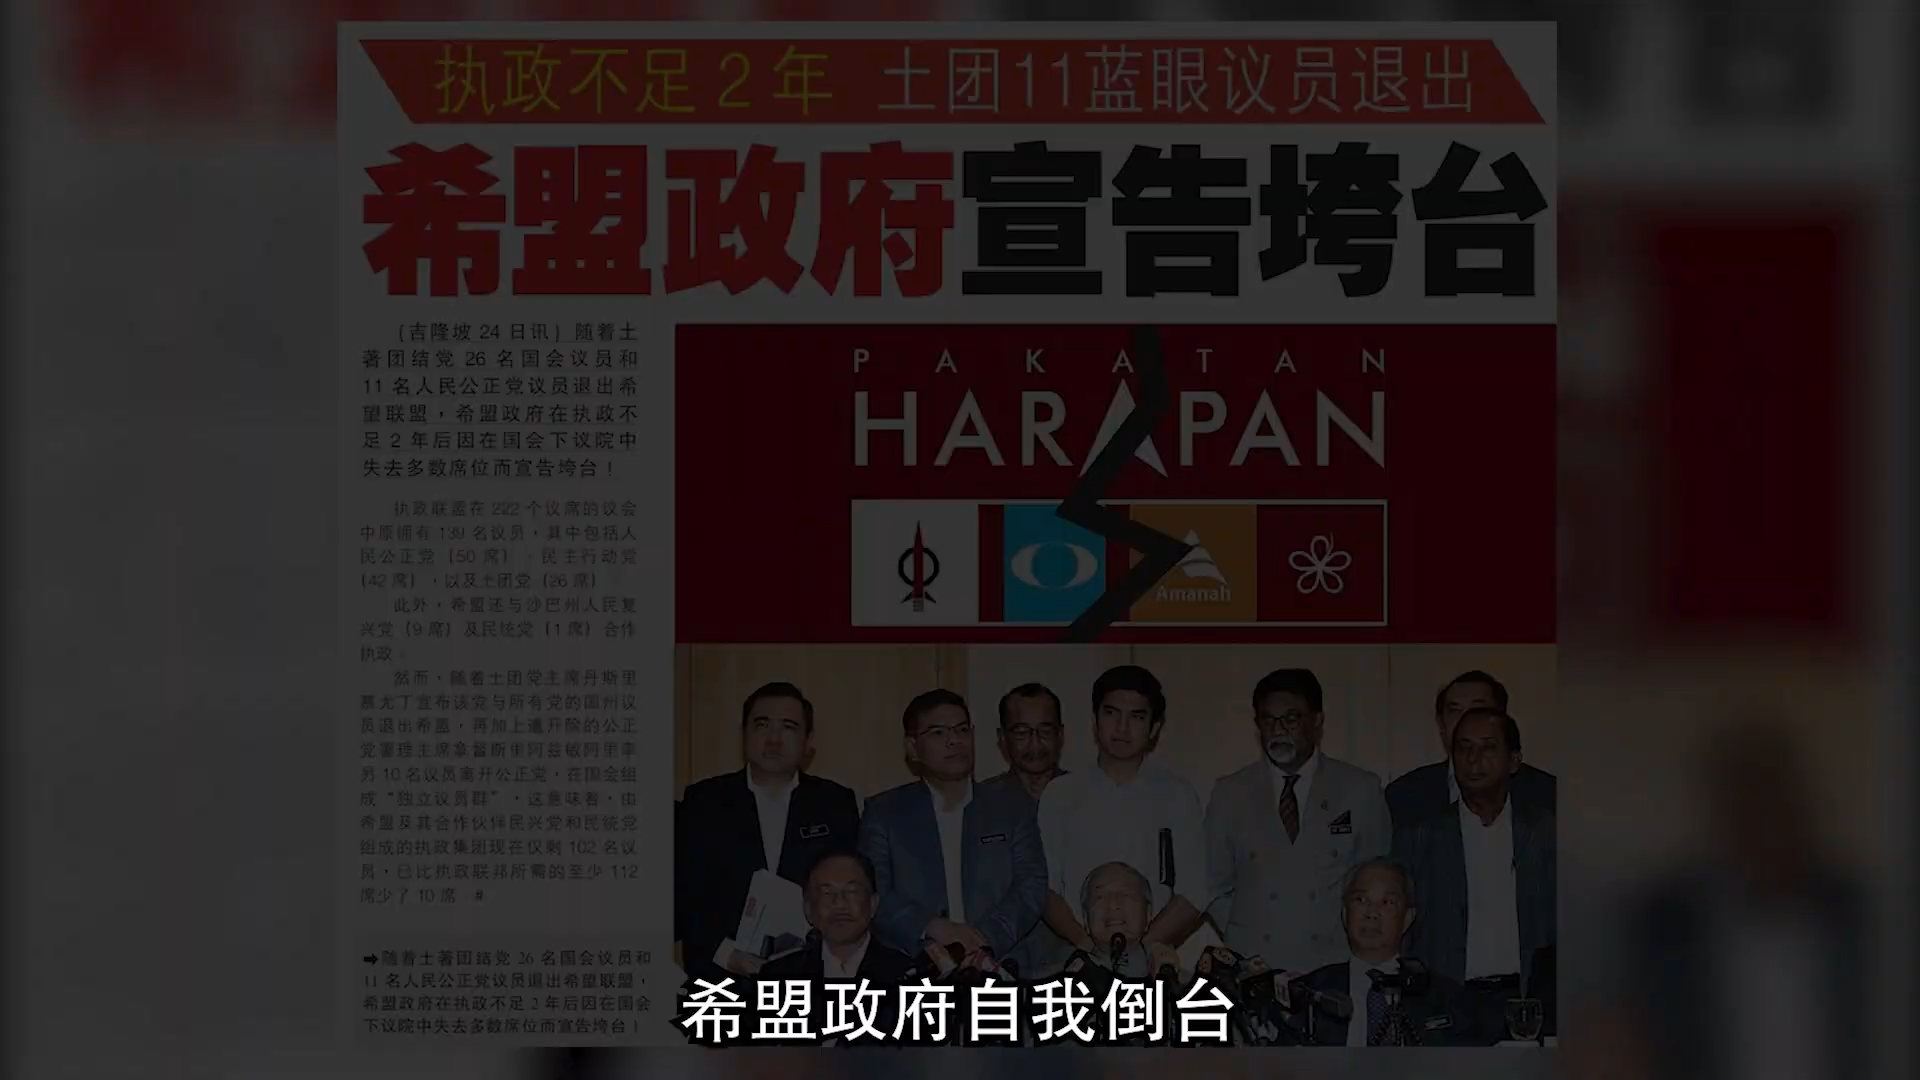 执政不足2年 土团11蓝眼议员退出
希盟政府宣告垮台
(吉隆坡24日讯) 随着土
著团结党26名国会议员和
11名人民公正党议员退出希
望联盟，希盟政府在执政不
足2年后因在国会下议院中
失去多数席位而宣告垮台！
执政联盟在222个议席的议会
中原拥有139名议员，其中包括人
民公正党（50席）、民主行动党
(42席），以及土团党（26席）
此外，希盟还与沙巴州人民复
兴党（9席）及民统党（1席）合作
执政。
然而，随着土团党主席丹斯里
慕尤丁宣布该党与所有党的国州议
员退出希盟，再加上遭开除的公正
党署理主席拿督斯里阿兹敏阿里率
另10名议员离开公正党，在国会组
成“独立议员群”，这意味着，由
希盟及其合作伙伴民兴党和民统党
组成的执政集团现在仅剩102名议
员，已比执政联邦所需的至少112
席少了10席 #
➡随着土著团结党26名国会议员和
11名人民公正党议员退出希望联盟，
希盟政府在执政不足2年后因在国会
下议院中失去多数席位而宣告垮台！
PAKATAN
HARAPAN
Amanah
希盟政府自我倒台